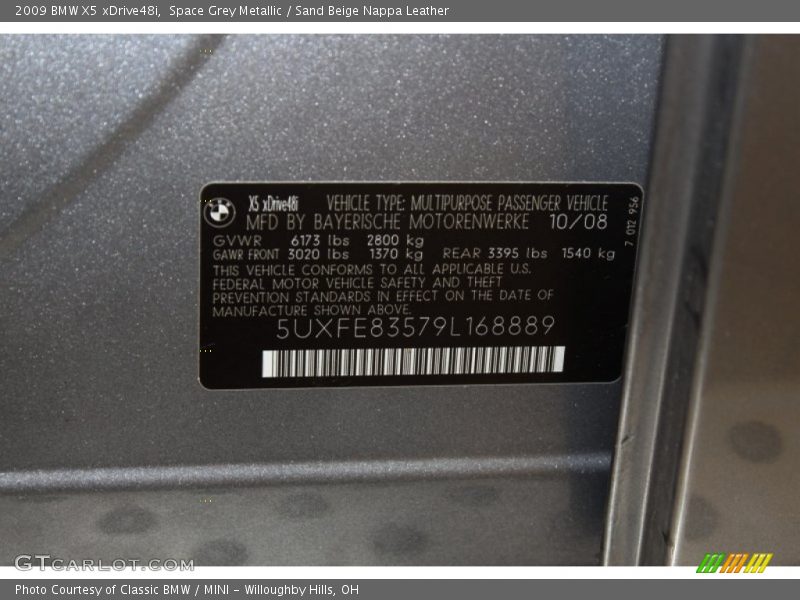 2009 BMW X5 xDrive48i, Space Grey Metallic / Sand Beige Nappa Leather
X5 xDrive48i VEHICLE TYPE: MULTIPURPOSE PASSENGER VEHICLE
MFD BY BAYERISCHE MOTORENWERKE 10/08
GVWR 6173 lbs 2800 kg
GAWR FRONT 3020 lbs 1370 kg REAR 3395 lbs 1540 kg
THIS VEHICLE CONFORMS TO ALL APPLICABLE U.S.
FEDERAL MOTOR VEHICLE SAFETY AND THEFT
PREVENTION STANDARDS IN EFFECT ON THE DATE OF
MANUFACTURE SHOWN ABOVE.
5UXFE83579L168889
7 012 956
GTCARLOT.COM
Photo Courtesy of Classic BMW / MINI - Willoughby Hills, OH